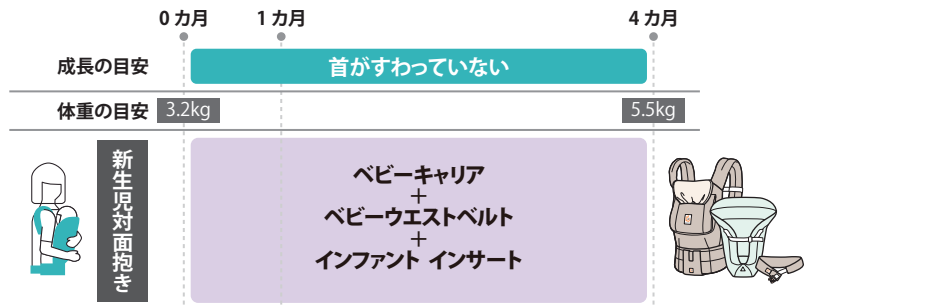 0 カ月
1 カ月
4 カ月
成長の目安
首がすわっていない
体重の目安
3.2kg
5.5kg
新生児対面抱き
ベビーキャリア
+
ベビーウエストベルト
+
インファント インサート